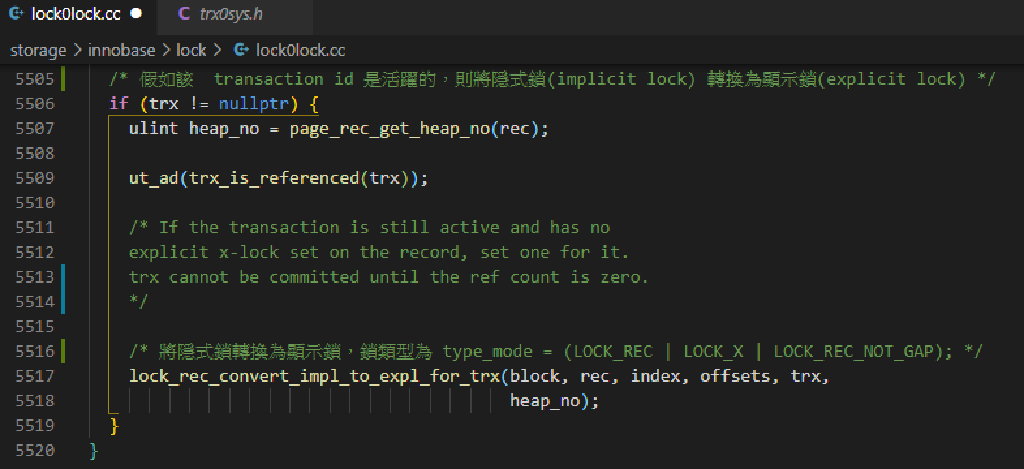 lock0lock.cc ● trx0sys.h
storage > innobase > lock > lock0lock.cc
5505 /* 假如該 transaction id 是活躍的，則將隱式鎖(implicit lock) 轉換為顯示鎖(explicit lock) */
5506 if (trx != nullptr) {
5507 ulint heap_no = page_rec_get_heap_no(rec);
5508
5509 ut_ad(trx_is_referenced(trx));
5510
5511 /* If the transaction is still active and has no
5512 explicit x-lock set on the record, set one for it.
5513 trx cannot be committed until the ref count is zero.
5514 */
5515
5516 /* 將隱式鎖轉換為顯示鎖，鎖類型為 type_mode = (LOCK_REC | LOCK_X | LOCK_REC_NOT_GAP); */
5517 lock_rec_convert_impl_to_expl_for_trx(block, rec, index, offsets, trx,
5518 heap_no);
5519 }
5520 }